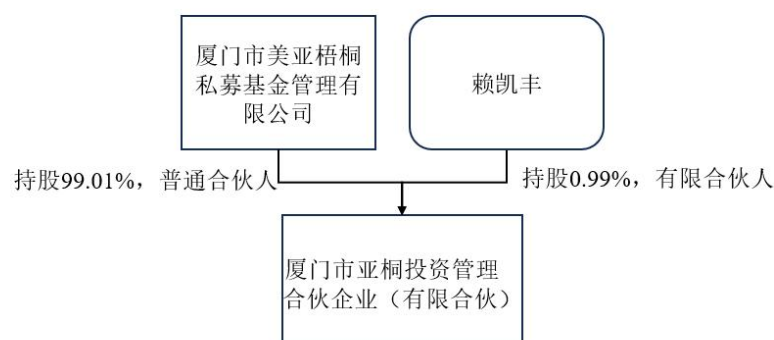 厦门市美亚梧桐
私募基金管理有
限公司
赖凯丰
持股99.01%，普通合伙人
持股0.99%，有限合伙人
厦门市亚桐投资管理
合伙企业（有限合伙）